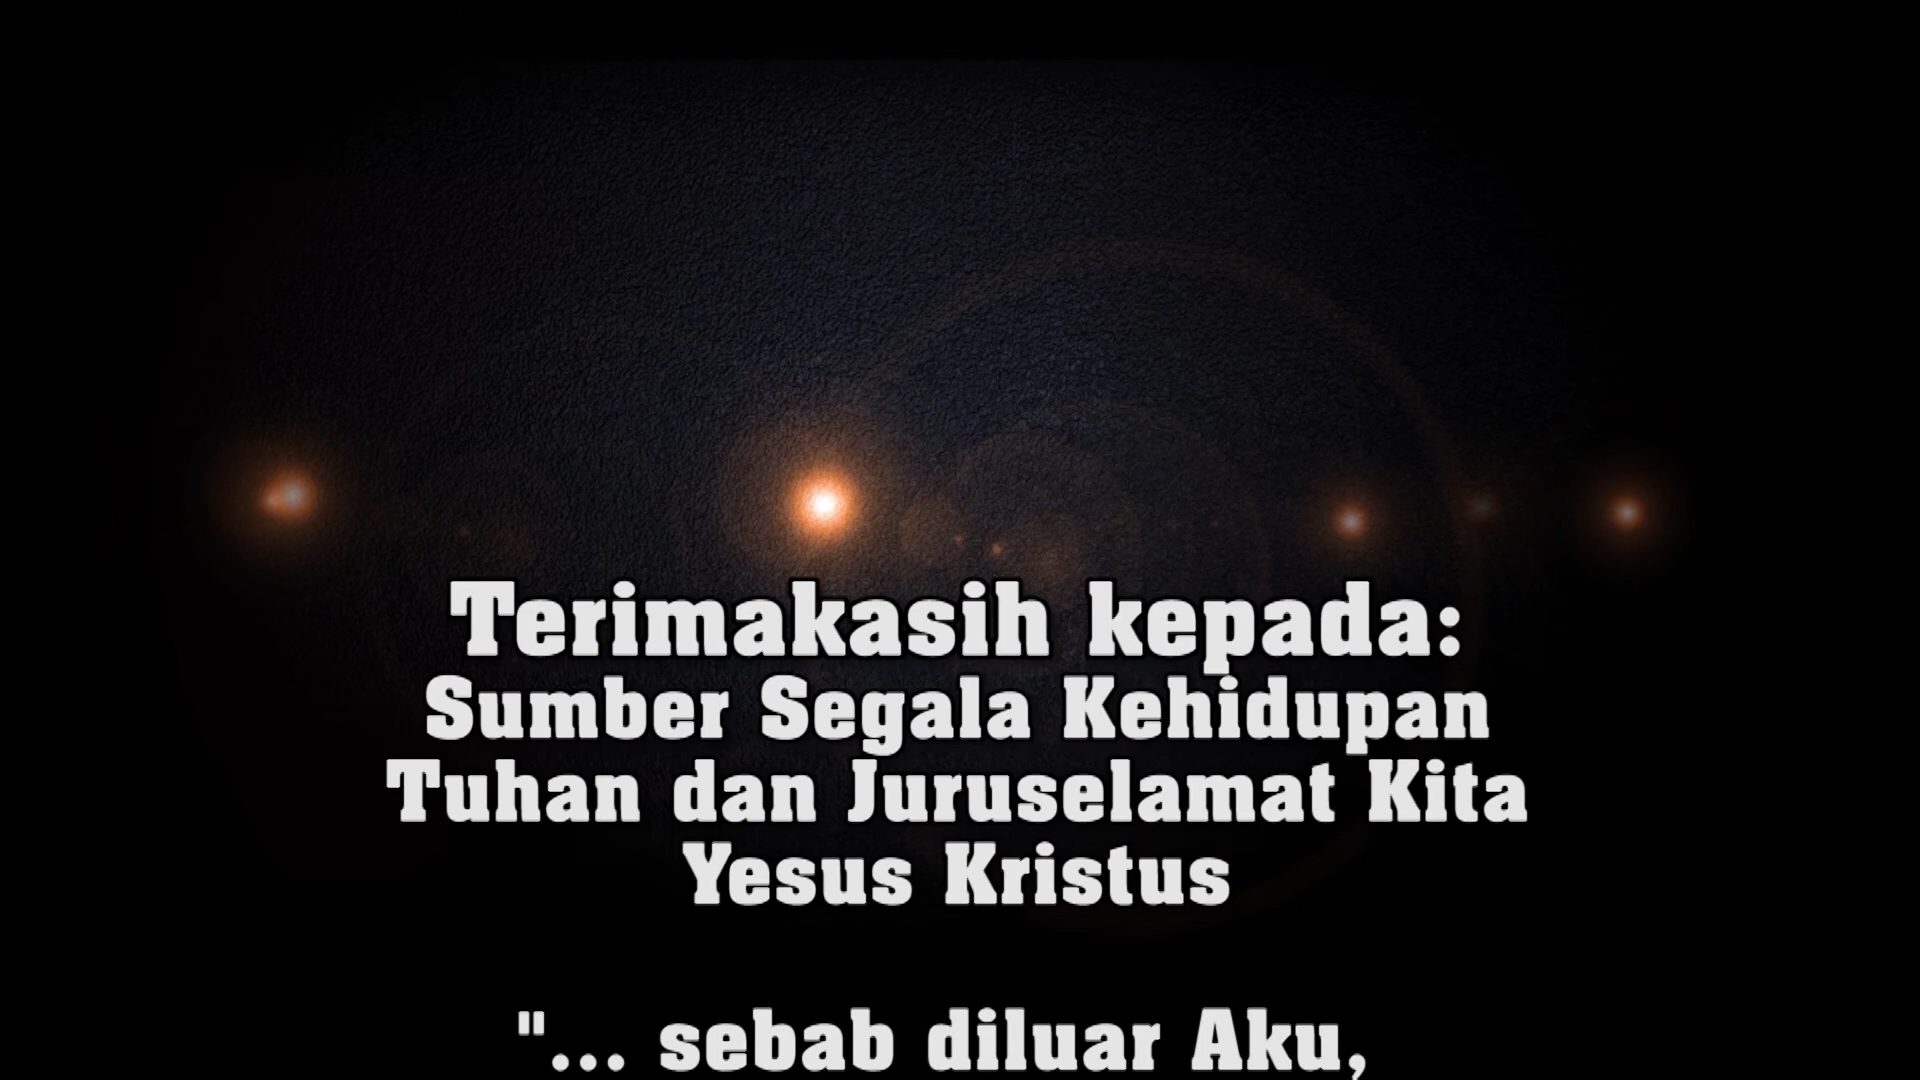 Terimakasih kepada:
Sumber Segala Kehidupan
Tuhan dan Juruselamat Kita
Yesus Kristus
"... sebab diluar Aku,